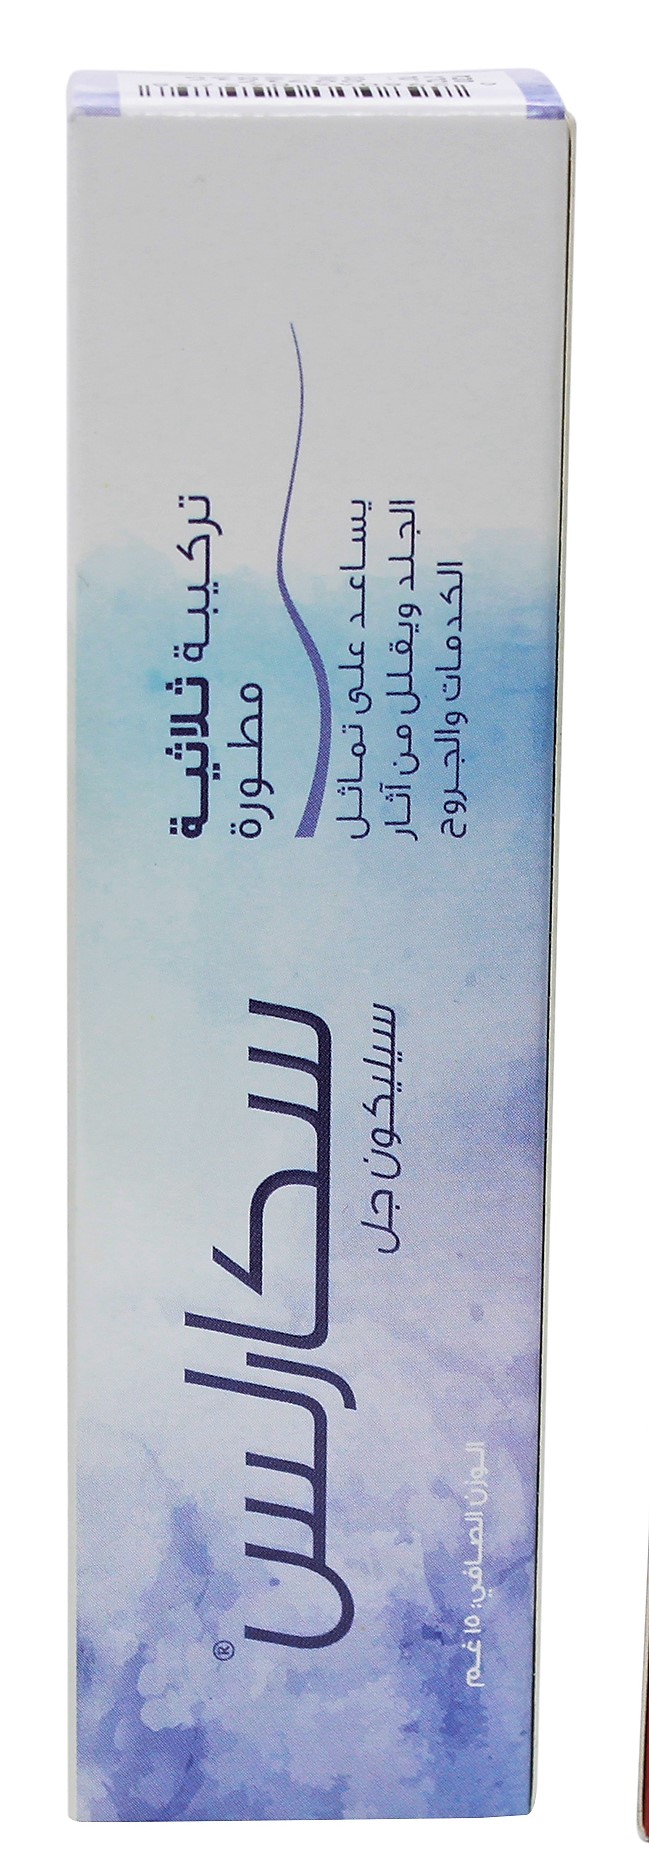 سكارلس®
سيليكون جل
تركيبة ثلاثية
مطورة
يساعد على تماثل
الجلد ويقلل من آثار
الكدمات والجروح
الوزن الصافي: ١٥ غم